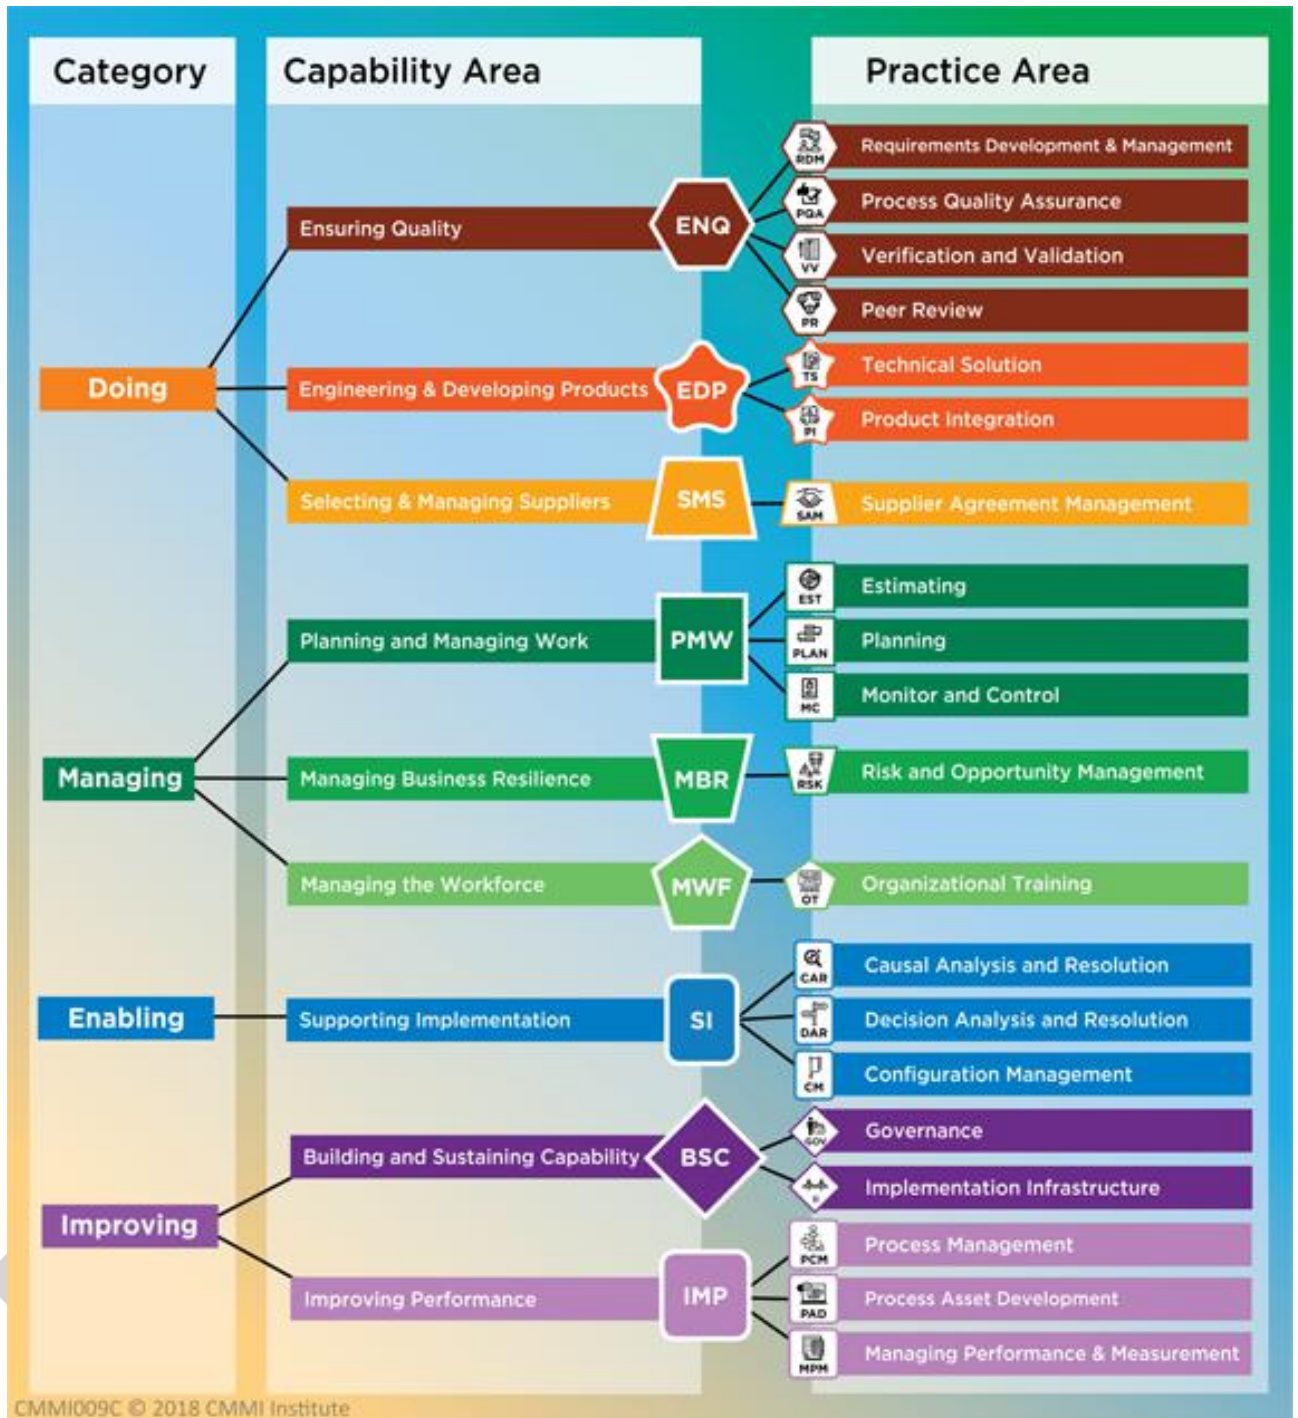 Category
Capability Area
Practice Area
RDM
Requirements Development & Management
PQA
Process Quality Assurance
Ensuring Quality
ENQ
VV
Verification and Validation
PR
Peer Review
Doing
Engineering & Developing Products
EDP
TS
Technical Solution
PI
Product Integration
Selecting & Managing Suppliers
SMS
SAM
Supplier Agreement Management
EST
Estimating
Planning and Managing Work
PMW
PLAN
Planning
MC
Monitor and Control
Managing
Managing Business Resilience
MBR
RSK
Risk and Opportunity Management
Managing the Workforce
MWF
OT
Organizational Training
CAR
Causal Analysis and Resolution
Enabling
Supporting Implementation
SI
DAR
Decision Analysis and Resolution
CM
Configuration Management
Building and Sustaining Capability
BSC
GOV
Governance
II
Implementation Infrastructure
Improving
PCM
Process Management
Improving Performance
IMP
PAD
Process Asset Development
MPM
Managing Performance & Measurement
CMMI009C © 2018 CMMI Institute